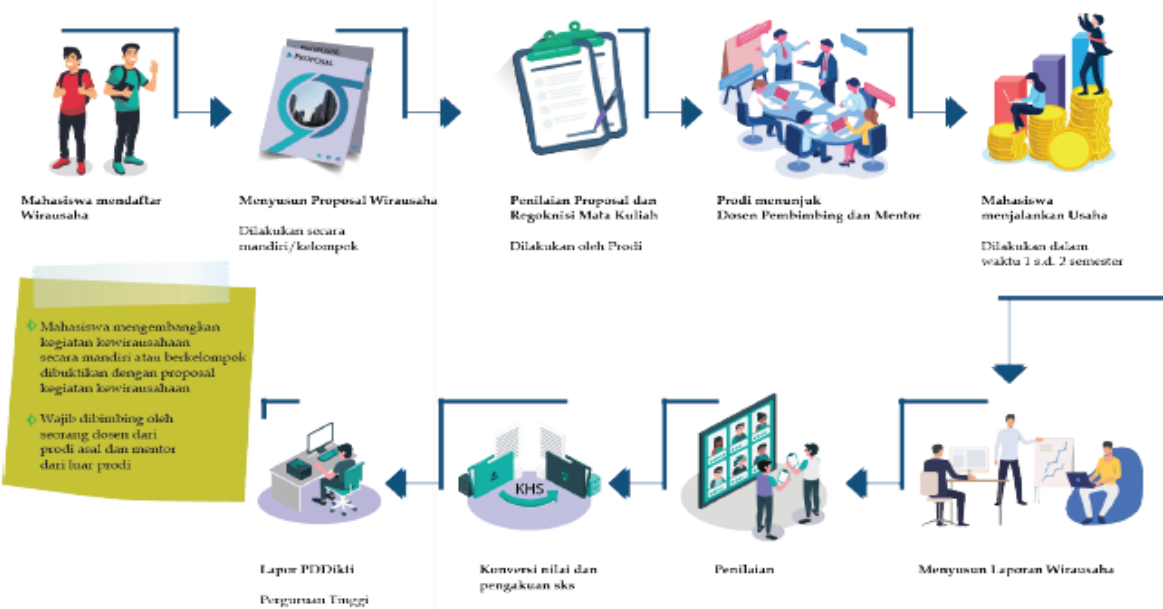 PROPOSAL
PROPOSAL
Mahasiswa mendaftar
Wirausaha
Menyusun Proposal Wirausaha
Dilakukan secara
mandiri/kelompok
Penilaian Proposal dan
Regoknisi Mata Kuliah
Dilakukan oleh Prodi
Prodi menunjuk
Dosen Pembimbing dan Mentor
Mahasiswa
menjalankan Usaha
Dilakukan dalam
waktu 1 s.d. 2 semester
Mahasiswa mengembangkan
kegiatan kewirausahaan
secara mandiri atau berkelompok
dibuktikan dengan proposal
kegiatan kewirausahaan
Wajib dibimbing oleh
seorang dosen dari
prodi asal dan mentor
dari luar prodi
KHS
Lapor PDDikti
Perguruan Tinggi
Konversi nilai dan
pengakuan sks
Penilaian
Menyusun Laporan Wirausaha